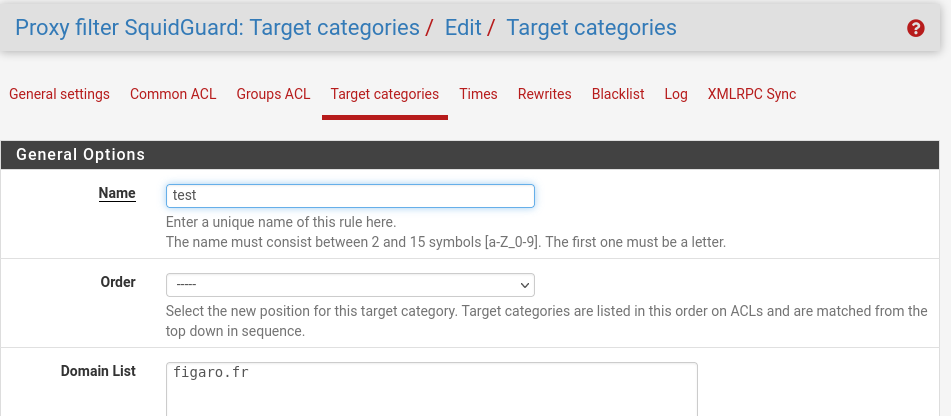 Proxy filter SquidGuard: Target categories / Edit / Target categories
General settings Common ACL Groups ACL Target categories Times Rewrites Blacklist Log XMLRPC Sync
General Options
Name
test
Enter a unique name of this rule here.
The name must consist between 2 and 15 symbols [a-Z_0-9]. The first one must be a letter.
Order
-----
Select the new position for this target category. Target categories are listed in this order on ACLs and are matched from the
top down in sequence.
Domain List
figaro.fr